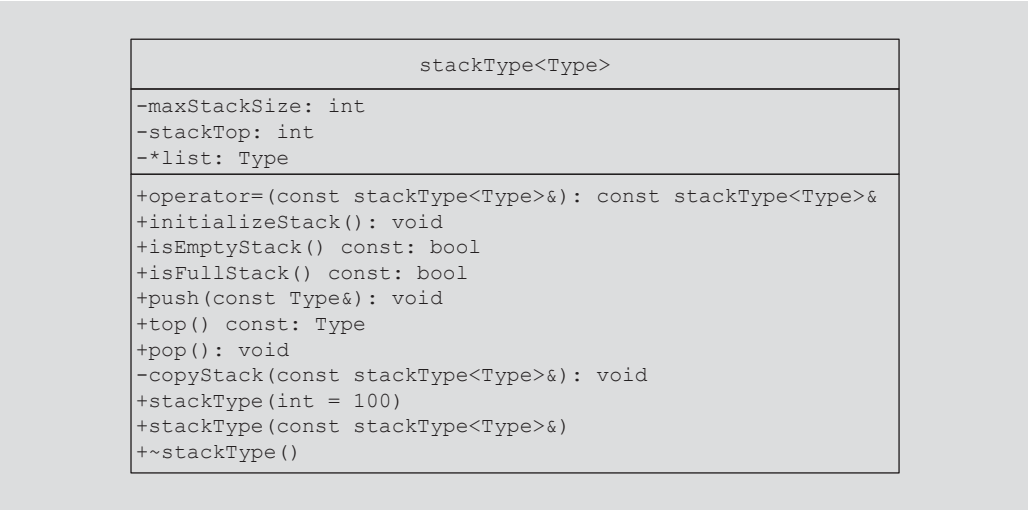 stackType<Type>
-maxStackSize: int
-stackTop: int
-*list: Type
+operator=(const stackType<Type>&): const stackType<Type>&
+initializeStack(): void
+isEmptyStack() const: bool
+isFullStack() const: bool
+push(const Type&): void
+top() const: Type
+pop(): void
-copyStack(const stackType<Type>&): void
+stackType(int = 100)
+stackType(const stackType<Type>&)
+~stackType()